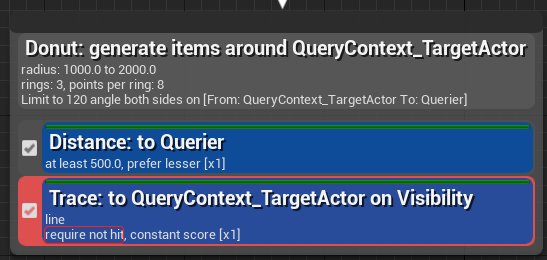 Donut: generate items around QueryContext_TargetActor
radius: 1000.0 to 2000.0
rings: 3, points per ring: 8
Limit to 120 angle both sides on [From: QueryContext_TargetActor To: Querier]
Distance: to Querier
at least 500.0, prefer lesser [x1]
Trace: to QueryContext_TargetActor on Visibility
line
require not hit, constant score [x1]